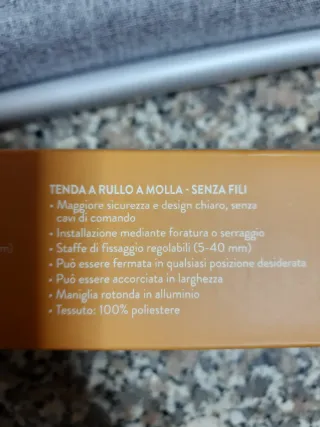 TENDA A RULLO A MOLLA - SENZA FILI
• Maggiore sicurezza e design chiaro, senza
cavi di comando
• Installazione mediante foratura o serraggio
• Staffe di fissaggio regolabili (5-40 mm)
• Può essere fermata in qualsiasi posizione desiderata
• Può essere accorciata in larghezza
• Maniglia rotonda in alluminio
• Tessuto: 100% poliestere